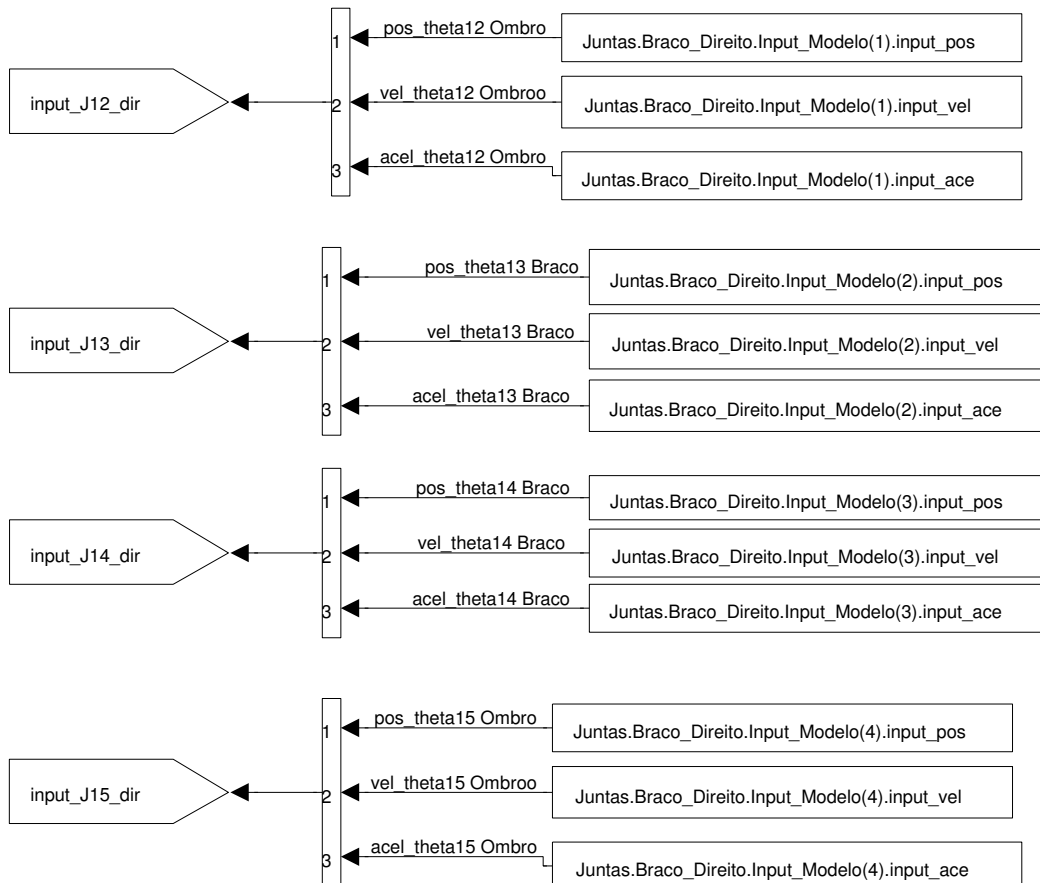 pos_theta12 Ombro
1
Juntas.Braco_Direito.Input_Modelo(1).input_pos
input_J12_dir
2
vel_theta12 Ombroo
Juntas.Braco_Direito.Input_Modelo(1).input_vel
acel_theta12 Ombro
3
Juntas.Braco_Direito.Input_Modelo(1).input_ace
pos_theta13 Braco
1
Juntas.Braco_Direito.Input_Modelo(2).input_pos
input_J13_dir
2
vel_theta13 Braco
Juntas.Braco_Direito.Input_Modelo(2).input_vel
acel_theta13 Braco
3
Juntas.Braco_Direito.Input_Modelo(2).input_ace
pos_theta14 Braco
1
Juntas.Braco_Direito.Input_Modelo(3).input_pos
input_J14_dir
2
vel_theta14 Braco
Juntas.Braco_Direito.Input_Modelo(3).input_vel
acel_theta14 Braco
3
Juntas.Braco_Direito.Input_Modelo(3).input_ace
pos_theta15 Ombro
1
Juntas.Braco_Direito.Input_Modelo(4).input_pos
input_J15_dir
2
vel_theta15 Ombroo
Juntas.Braco_Direito.Input_Modelo(4).input_vel
acel_theta15 Ombro
3
Juntas.Braco_Direito.Input_Modelo(4).input_ace